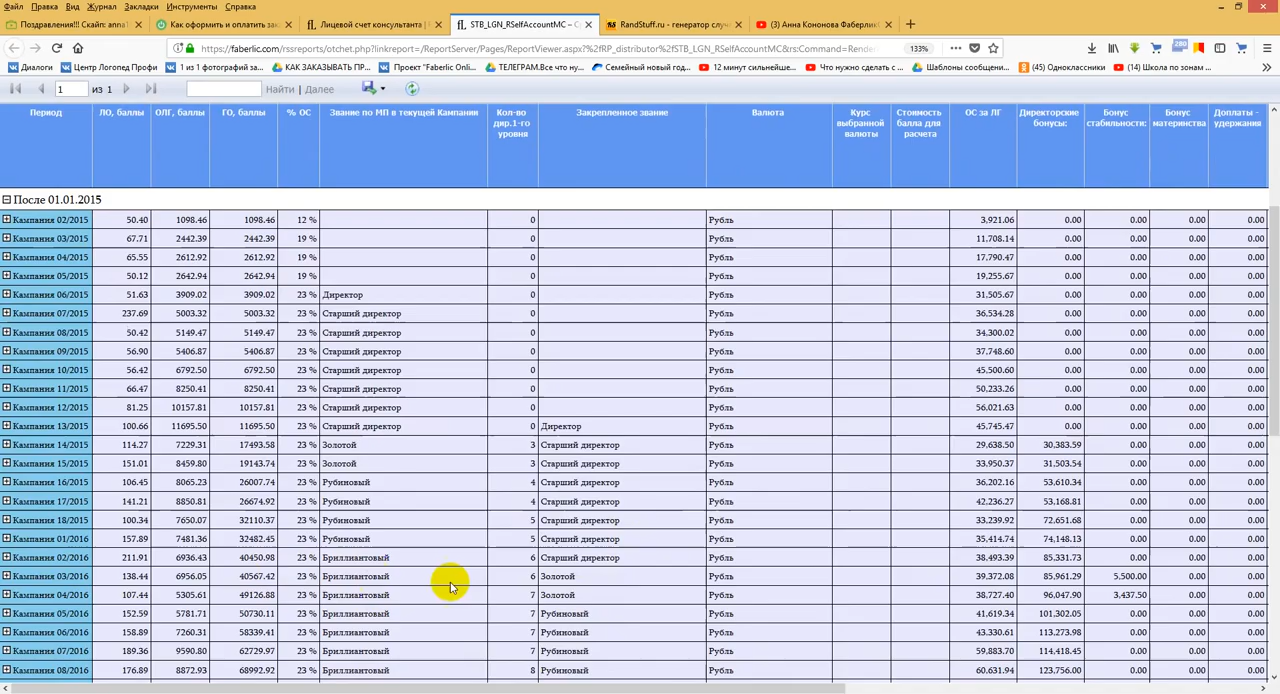 Файл Правка Вид Журнал Закладки Инструменты Справка
Поздравления!! Скайп: anna Как оформить и оплатить зак Лицевой счет консультанта STB_LGN_RSelfAccountMC – С RandStuff.ru - генератор случ (3) Анна Кононова Фаберлик
https://faberlic.com/rssreports/otchet.php?linkreport=/ReportServer/Pages/ReportViewer.aspx?%2fRP_distributor%2fSTB_LGN_RSelfAccountMC&rs:Command=Rende 133% 280
Диалоги Центр Логопед Профи 1 из 1 фотографий за... КАК ЗАКАЗЫВАТЬ ПР... Проект "Faberlic Onli... ТЕЛЕГРАМ.Все что ну... Семейный новый год... 12 минут сильнейше... Что нужно сделать с ... Шаблоны сообщени... (45) Одноклассники (14) Школа по зонам ...
1 из 1 Найти | Далее
Период ЛО, баллы ОЛГ, баллы ГО, баллы % ОС Звание по МП в текущей Кампании Кол-во дир.1-го уровня Закрепленное звание Валюта Курс выбранной валюты Стоимость балла для расчета ОС за ЛГ Директорские бонусы: Бонус стабильности: Бонус материнства Доплаты - удержания
После 01.01.2015
Кампания 02/2015 50.40 1098.46 1098.46 12 % 0 Рубль 3,921.06 0.00 0.00 0.00 0.00
Кампания 03/2015 67.71 2442.39 2442.39 19 % 0 Рубль 11,708.14 0.00 0.00 0.00 0.00
Кампания 04/2015 65.55 2612.92 2612.92 19 % 0 Рубль 17,790.47 0.00 0.00 0.00 0.00
Кампания 05/2015 50.12 2642.94 2642.94 19 % 0 Рубль 19,255.67 0.00 0.00 0.00 0.00
Кампания 06/2015 51.63 3909.02 3909.02 23 % Директор 0 Рубль 31,505.67 0.00 0.00 0.00 0.00
Кампания 07/2015 237.69 5003.32 5003.32 23 % Старший директор 0 Рубль 36,534.28 0.00 0.00 0.00 0.00
Кампания 08/2015 50.42 5149.47 5149.47 23 % Старший директор 0 Рубль 34,300.02 0.00 0.00 0.00 0.00
Кампания 09/2015 56.90 5406.87 5406.87 23 % Старший директор 0 Рубль 37,748.60 0.00 0.00 0.00 0.00
Кампания 10/2015 56.42 6792.50 6792.50 23 % Старший директор 0 Рубль 45,500.60 0.00 0.00 0.00 0.00
Кампания 11/2015 66.47 8250.41 8250.41 23 % Старший директор 0 Рубль 50,233.26 0.00 0.00 0.00 0.00
Кампания 12/2015 81.25 10157.81 10157.81 23 % Старший директор 0 Рубль 56,021.63 0.00 0.00 0.00 0.00
Кампания 13/2015 100.66 11695.50 11695.50 23 % Старший директор 0 Директор Рубль 45,745.47 0.00 0.00 0.00 0.00
Кампания 14/2015 114.27 7229.31 17493.58 23 % Золотой 3 Старший директор Рубль 29,638.50 30,383.59 0.00 0.00 0.00
Кампания 15/2015 151.01 8459.80 19143.74 23 % Золотой 3 Старший директор Рубль 33,950.37 31,503.54 0.00 0.00 0.00
Кампания 16/2015 106.45 8065.23 26007.74 23 % Рубиновый 4 Старший директор Рубль 36,202.16 53,610.34 0.00 0.00 0.00
Кампания 17/2015 141.21 8850.81 26674.92 23 % Рубиновый 4 Старший директор Рубль 42,236.27 53,168.81 0.00 0.00 0.00
Кампания 18/2015 100.34 7650.07 32110.37 23 % Рубиновый 5 Старший директор Рубль 33,239.92 72,651.68 0.00 0.00 0.00
Кампания 01/2016 157.89 7481.36 32482.45 23 % Рубиновый 5 Старший директор Рубль 35,414.74 74,148.13 0.00 0.00 0.00
Кампания 02/2016 211.91 6936.43 40450.98 23 % Бриллиантовый 6 Старший директор Рубль 38,493.39 85,331.73 0.00 0.00 0.00
Кампания 03/2016 138.44 6956.05 40567.42 23 % Бриллиантовый 6 Золотой Рубль 39,372.08 85,961.29 5,500.00 0.00 0.00
Кампания 04/2016 107.44 5305.61 49126.88 23 % Бриллиантовый 7 Золотой Рубль 38,727.40 96,047.90 3,437.50 0.00 0.00
Кампания 05/2016 152.59 5781.71 50730.11 23 % Бриллиантовый 7 Рубиновый Рубль 41,619.34 101,302.05 0.00 0.00 0.00
Кампания 06/2016 158.89 7260.31 58339.41 23 % Бриллиантовый 7 Рубиновый Рубль 43,330.61 113,273.98 0.00 0.00 0.00
Кампания 07/2016 189.36 9590.80 62729.97 23 % Бриллиантовый 7 Рубиновый Рубль 59,883.70 114,418.45 0.00 0.00 0.00
Кампания 08/2016 176.89 8872.93 68992.92 23 % Бриллиантовый 8 Рубиновый Рубль 60,631.94 123,756.00 0.00 0.00 0.00